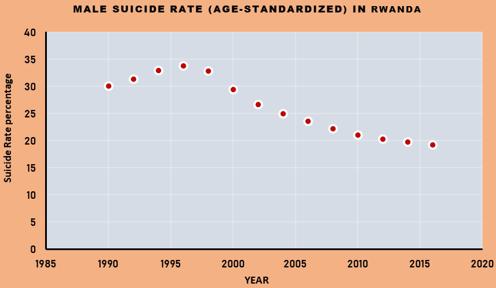 MALE SUICIDE RATE (AGE-STANDARDIZED) IN RWANDA
Suicide Rate percentage
40
35
30
25
20
15
10
5
0
1985 1990 1995 2000 2005 2010 2015 2020
YEAR